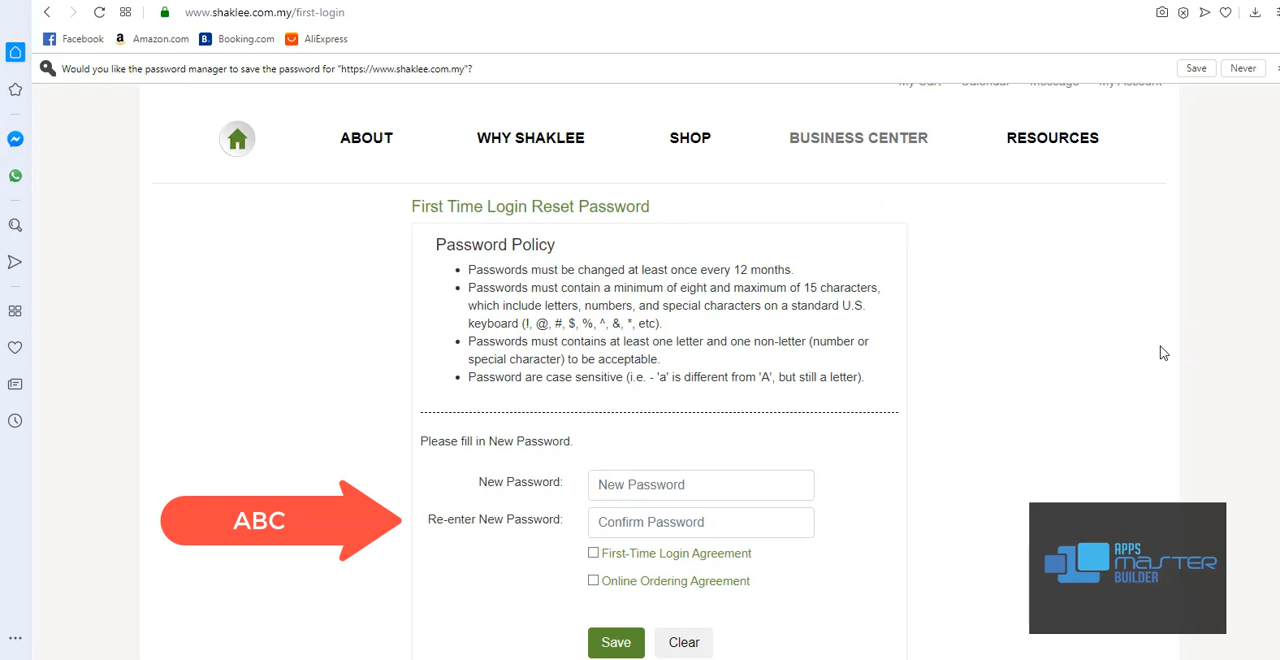 www.shaklee.com.my/first-login
Facebook Amazon.com Booking.com AliExpress
Would you like the password manager to save the password for "https://www.shaklee.com.my"? Save Never
My Cart Calendar Message My Account
ABOUT WHY SHAKLEE SHOP BUSINESS CENTER RESOURCES
First Time Login Reset Password
Password Policy
• Passwords must be changed at least once every 12 months.
• Passwords must contain a minimum of eight and maximum of 15 characters,
which include letters, numbers, and special characters on a standard U.S.
keyboard (!, @, #, $, %, ^, &, *, etc).
• Passwords must contains at least one letter and one non-letter (number or
special character) to be acceptable.
• Password are case sensitive (i.e. - 'a' is different from 'A', but still a letter).
Please fill in New Password.
New Password: New Password
ABC
Re-enter New Password: Confirm Password
First-Time Login Agreement
Online Ordering Agreement
Save Clear
APPS
MASTER
BUILDER